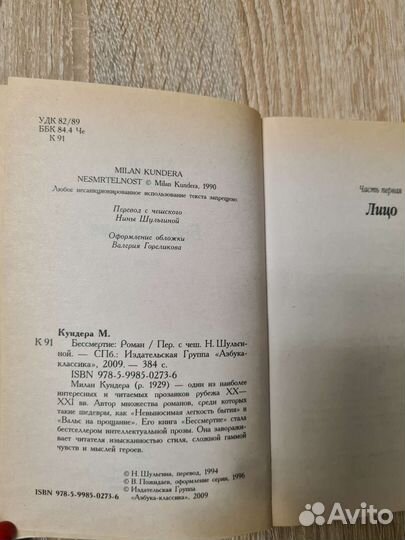 УДК 82/89
ББК 84.4 Че
К 91
MILAN KUNDERA
NESMRTELNOST © Milan Kundera, 1990
Любое несанкционированное использование текста запрещено.
Перевод с чешского
Нины Шульгиной
Оформление обложки
Валерия Гореликова
Кундера М.
К 91
Бессмертие: Роман / Пер. с чеш. Н. Шульги-
ной. — СПб.: Издательская Группа «Азбука-
классика», 2009. — 384 с.
ISBN 978-5-9985-0273-6
Милан Кундера (р. 1929) — один из наиболее
интересных и читаемых прозаиков рубежа XX—
XXI вв. Автор множества романов, среди которых
такие шедевры, как «Невыносимая легкость бытия» и
«Вальс на прощание». Его книга «Бессмертие» стала
бестселлером интеллектуальной прозы. Она заворажи-
вает читателя изысканностью стиля, сложной гаммой
чувств и мыслей героев.
© Н. Шульгина, перевод, 1994
© В. Пожидаев, оформление серии, 1996
© Издательская Группа
«Азбука-классика», 2009
ISBN 978-5-9985-0273-6
Часть первая
Лицо
Avito